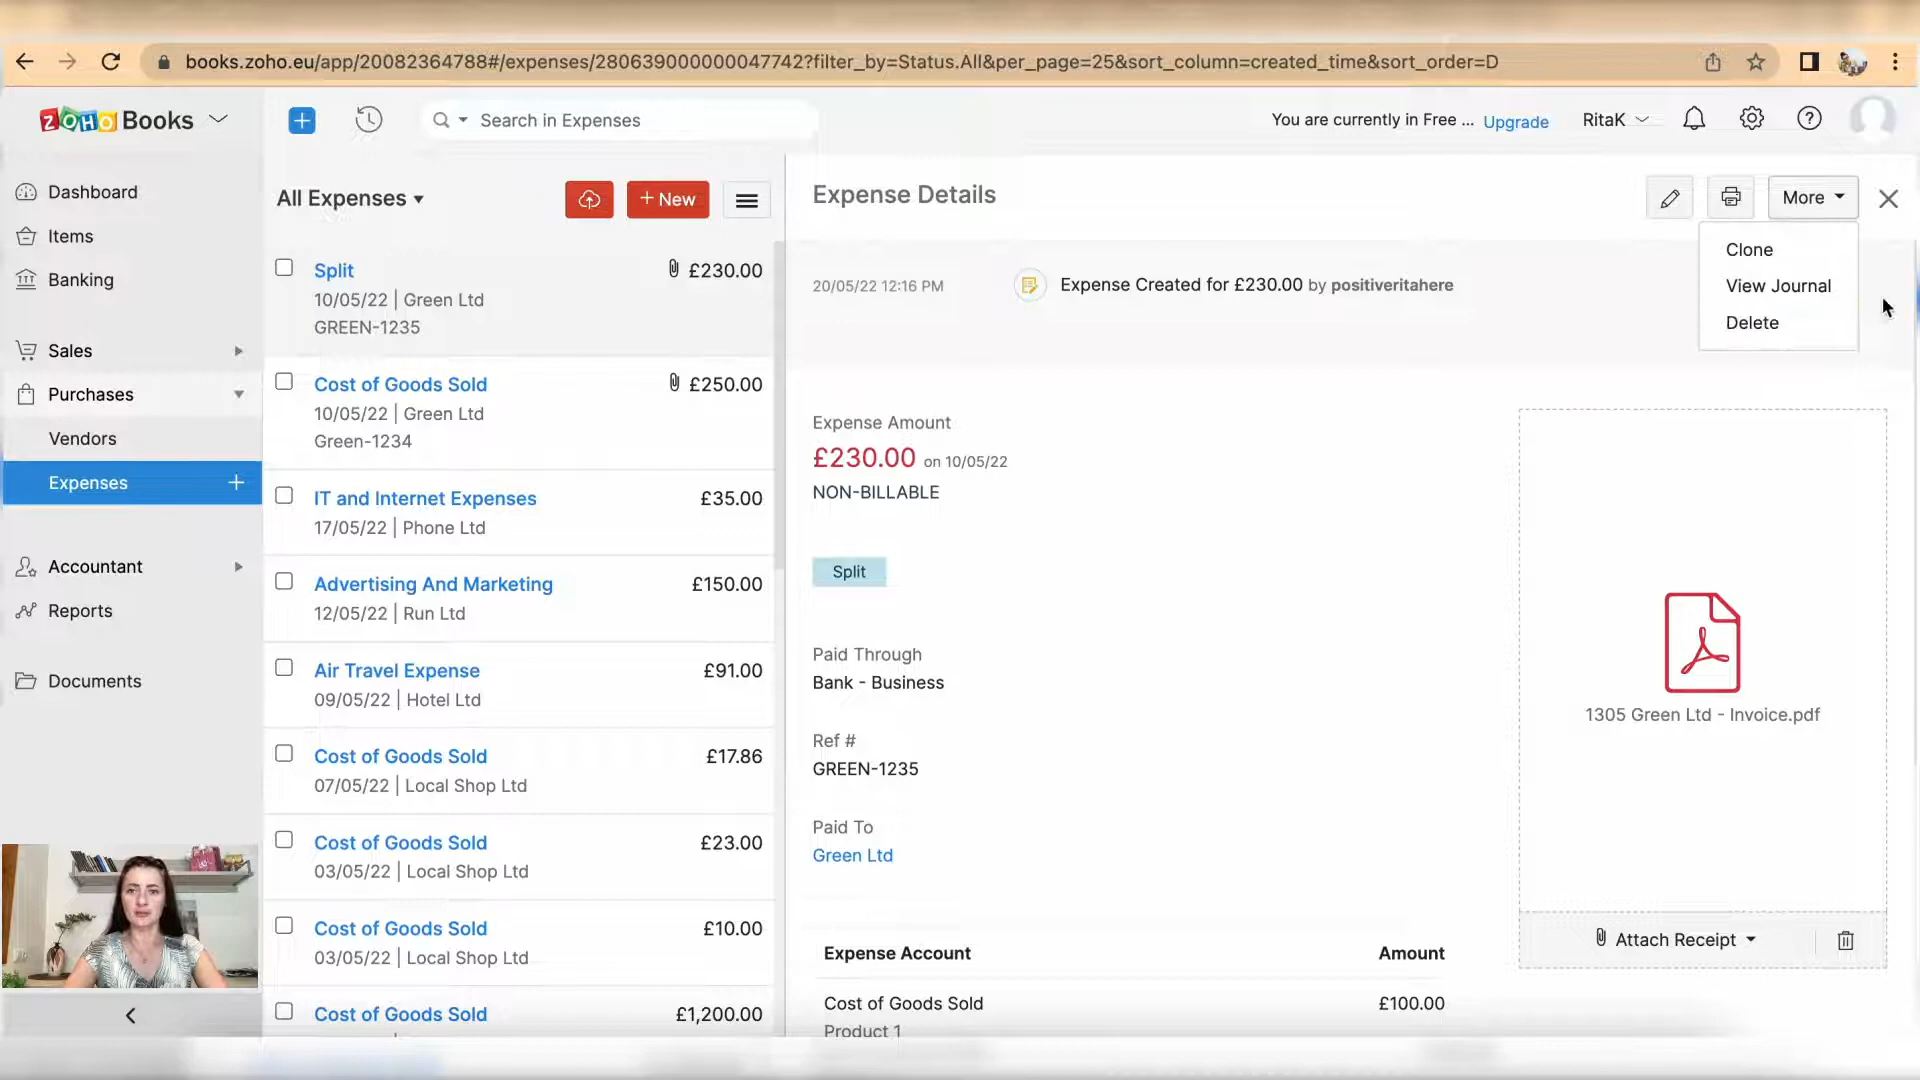 books.zoho.eu/app/20082364788#/expenses/280639000000047742?filter_by=Status.All&per_page=25&sort_column=created_time&sort_order=D
ZOHO Books
Search in Expenses
You are currently in Free ... Upgrade
RitaK
Dashboard
Items
Banking
Sales
Purchases
Vendors
Expenses
Accountant
Reports
Documents
All Expenses
+ New
Split £230.00
10/05/22 | Green Ltd
GREEN-1235
Cost of Goods Sold £250.00
10/05/22 | Green Ltd
Green-1234
IT and Internet Expenses £35.00
17/05/22 | Phone Ltd
Advertising And Marketing £150.00
12/05/22 | Run Ltd
Air Travel Expense £91.00
09/05/22 | Hotel Ltd
Cost of Goods Sold £17.86
07/05/22 | Local Shop Ltd
Cost of Goods Sold £23.00
03/05/22 | Local Shop Ltd
Cost of Goods Sold £10.00
03/05/22 | Local Shop Ltd
Cost of Goods Sold £1,200.00
Expense Details
More
Clone
View Journal
Delete
20/05/22 12:16 PM
Expense Created for £230.00 by positiveritahere
Expense Amount
£230.00 on 10/05/22
NON-BILLABLE
Split
Paid Through
Bank - Business
Ref #
GREEN-1235
Paid To
Green Ltd
1305 Green Ltd - Invoice.pdf
Attach Receipt
Expense Account Amount
Cost of Goods Sold £100.00
Product 1